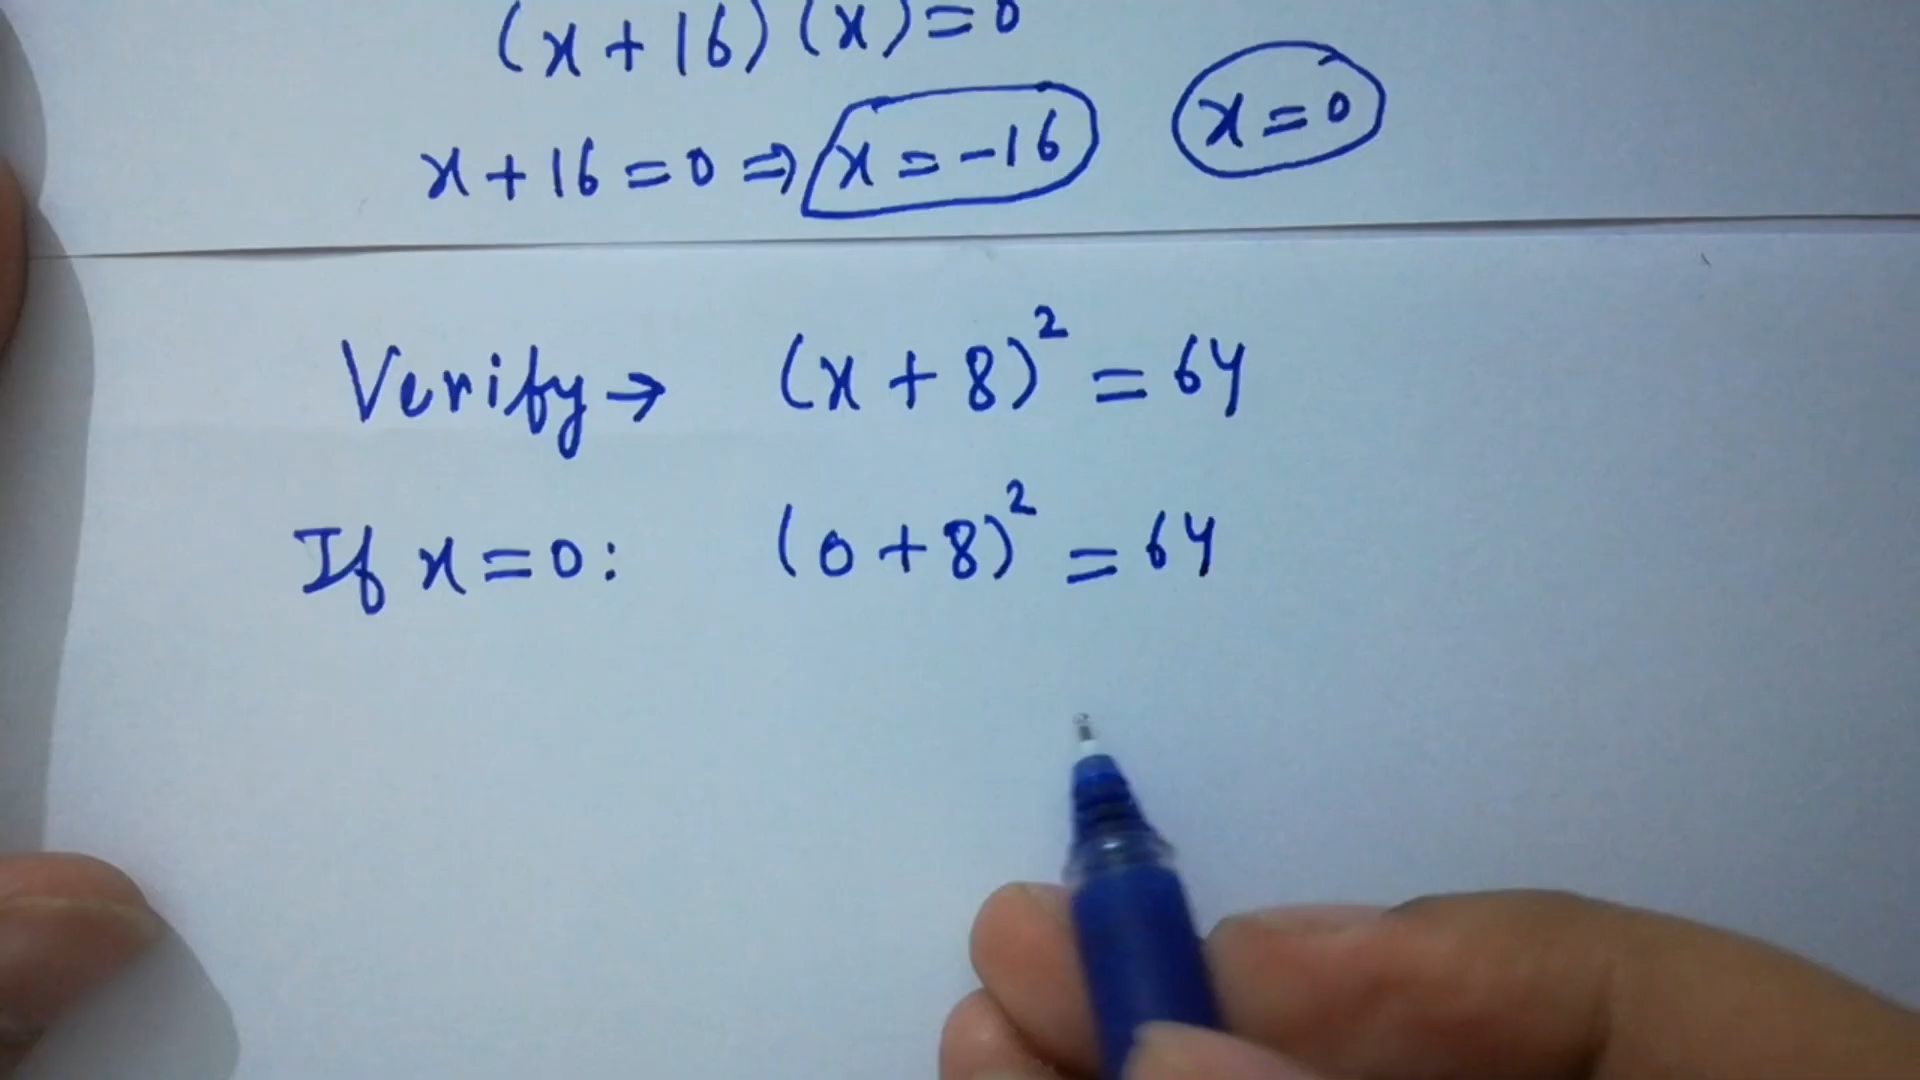 (x+16)(x)=0
x+16=0⇒x=-16 x=0
Verify→ (x+8)²=64
If x=0: (0+8)²=64